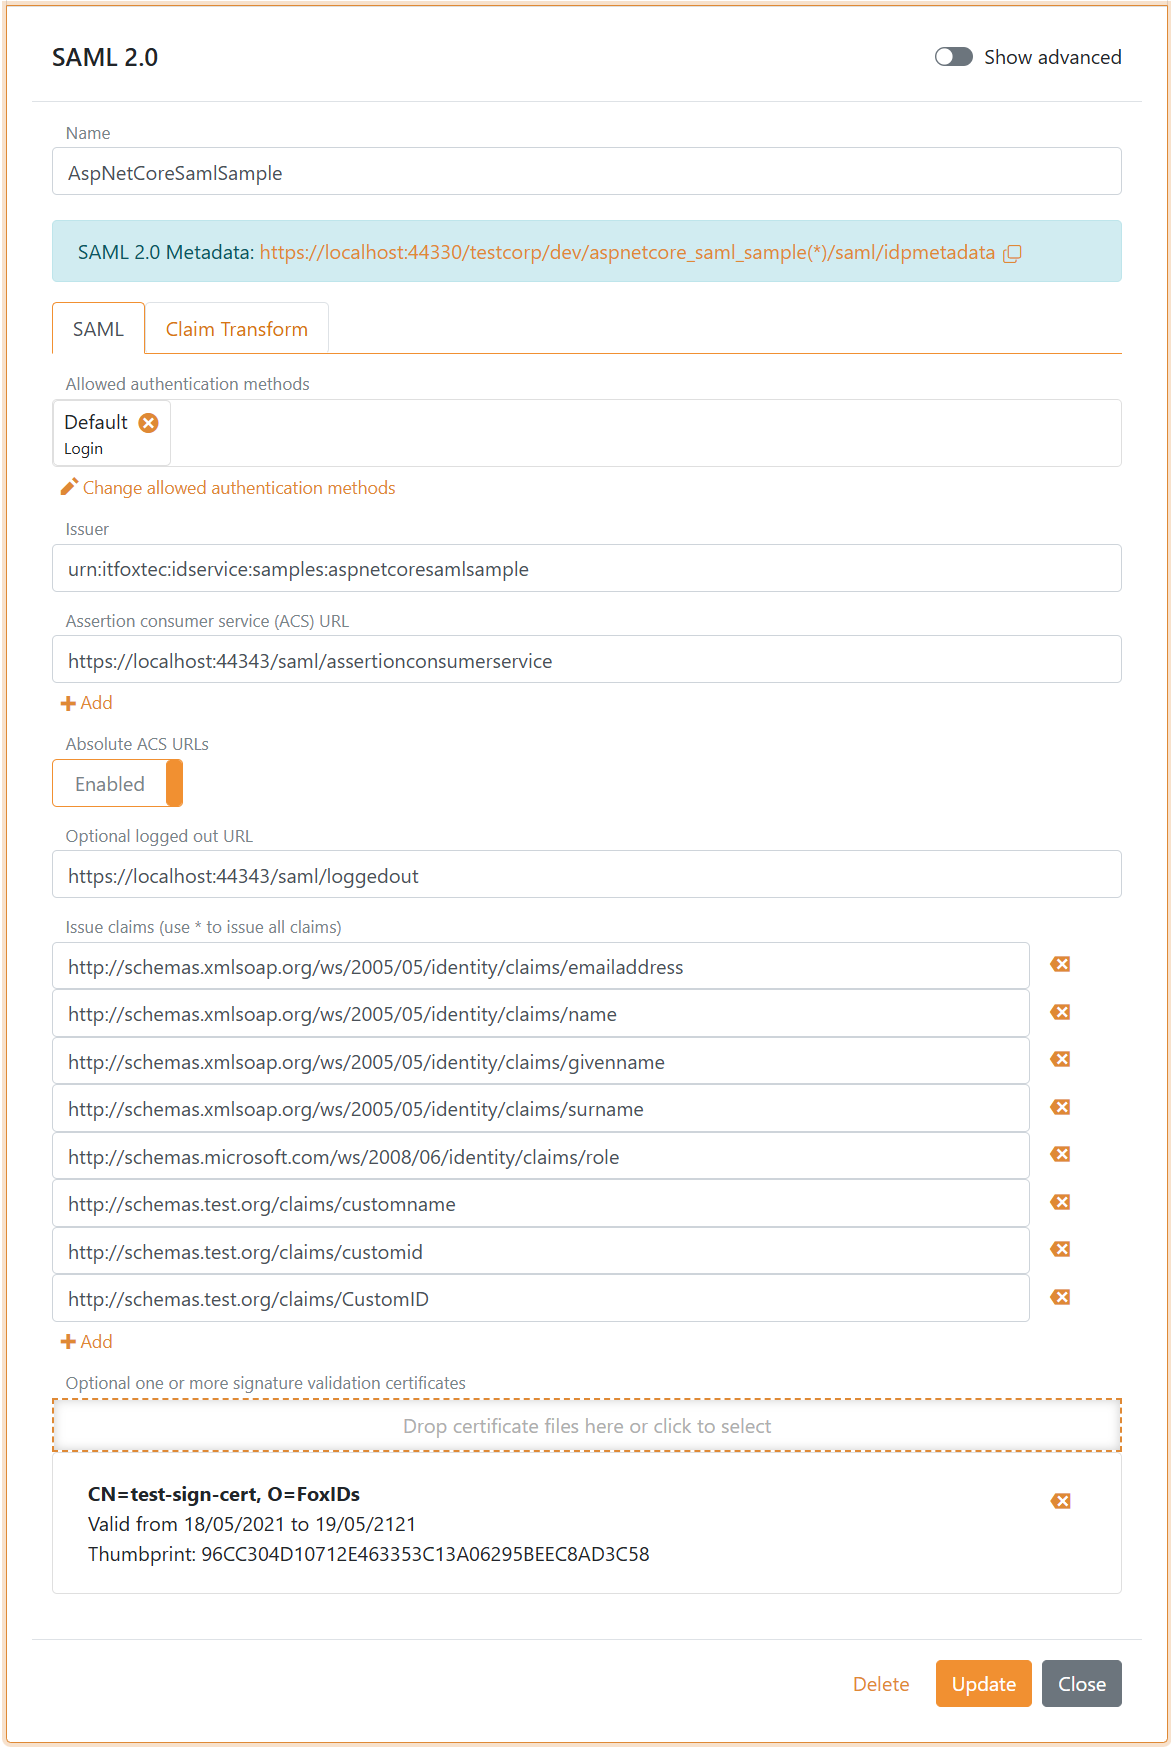 SAML 2.0
Show advanced
Name
AspNetCoreSamlSample
SAML 2.0 Metadata: https://localhost:44330/testcorp/dev/aspnetcore_saml_sample(*)/saml/idpmetadata
SAML
Claim Transform
Allowed authentication methods
Default
Login
Change allowed authentication methods
Issuer
urn:itfoxtec:idservice:samples:aspnetcoresamlsample
Assertion consumer service (ACS) URL
https://localhost:44343/saml/assertionconsumerservice
Add
Absolute ACS URLs
Enabled
Optional logged out URL
https://localhost:44343/saml/loggedout
Issue claims (use * to issue all claims)
http://schemas.xmlsoap.org/ws/2005/05/identity/claims/emailaddress
http://schemas.xmlsoap.org/ws/2005/05/identity/claims/name
http://schemas.xmlsoap.org/ws/2005/05/identity/claims/givenname
http://schemas.xmlsoap.org/ws/2005/05/identity/claims/surname
http://schemas.microsoft.com/ws/2008/06/identity/claims/role
http://schemas.test.org/claims/customname
http://schemas.test.org/claims/customid
http://schemas.test.org/claims/CustomID
Add
Optional one or more signature validation certificates
Drop certificate files here or click to select
CN=test-sign-cert, O=FoxIDs
Valid from 18/05/2021 to 19/05/2121
Thumbprint: 96CC304D10712E463353C13A06295BEEC8AD3C58
Delete
Update
Close